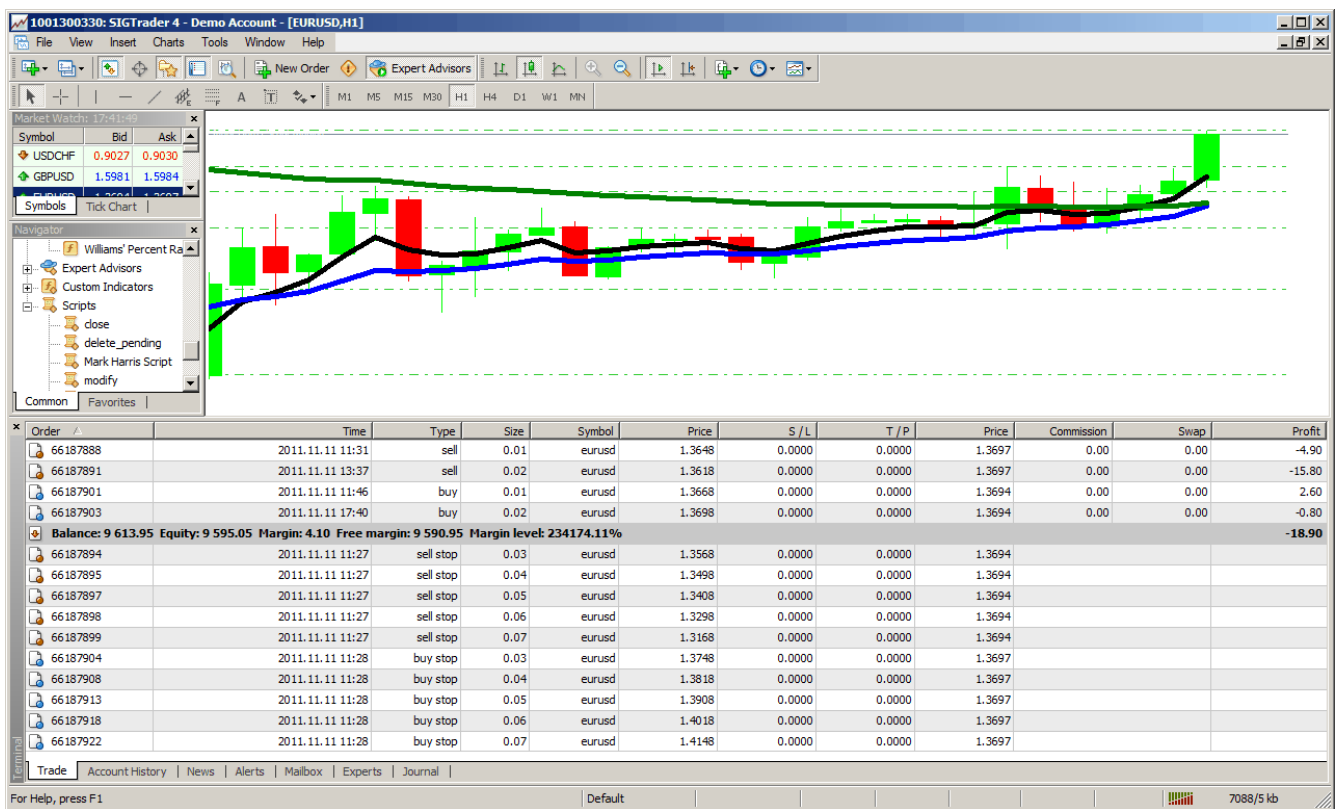 1001300330: SIGTrader 4 - Demo Account - [EURUSD,H1]
File View Insert Charts Tools Window Help
New Order Expert Advisors
A T M1 M5 M15 M30 H1 H4 D1 W1 MN
Market Watch: 17:41:49
Symbol Bid Ask
USDCHF 0.9027 0.9030
GBPUSD 1.5981 1.5984
EURUSD 1.3694 1.3697
Symbols Tick Chart
Navigator
Williams' Percent Ra
Expert Advisors
Custom Indicators
Scripts
close
delete_pending
Mark Harris Script
modify
Common Favorites
Order Time Type Size Symbol Price S / L T / P Price Commission Swap Profit
66187888 2011.11.11 11:31 sell 0.01 eurusd 1.3648 0.0000 0.0000 1.3697 0.00 0.00 -4.90
66187891 2011.11.11 13:37 sell 0.02 eurusd 1.3618 0.0000 0.0000 1.3697 0.00 0.00 -15.80
66187901 2011.11.11 11:46 buy 0.01 eurusd 1.3668 0.0000 0.0000 1.3694 0.00 0.00 2.60
66187903 2011.11.11 17:40 buy 0.02 eurusd 1.3698 0.0000 0.0000 1.3694 0.00 0.00 -0.80
Balance: 9 613.95 Equity: 9 595.05 Margin: 4.10 Free margin: 9 590.95 Margin level: 234174.11% -18.90
66187894 2011.11.11 11:27 sell stop 0.03 eurusd 1.3568 0.0000 0.0000 1.3694
66187895 2011.11.11 11:27 sell stop 0.04 eurusd 1.3498 0.0000 0.0000 1.3694
66187897 2011.11.11 11:27 sell stop 0.05 eurusd 1.3408 0.0000 0.0000 1.3694
66187898 2011.11.11 11:27 sell stop 0.06 eurusd 1.3298 0.0000 0.0000 1.3694
66187899 2011.11.11 11:27 sell stop 0.07 eurusd 1.3168 0.0000 0.0000 1.3694
66187904 2011.11.11 11:28 buy stop 0.03 eurusd 1.3748 0.0000 0.0000 1.3697
66187908 2011.11.11 11:28 buy stop 0.04 eurusd 1.3818 0.0000 0.0000 1.3697
66187913 2011.11.11 11:28 buy stop 0.05 eurusd 1.3908 0.0000 0.0000 1.3697
66187918 2011.11.11 11:28 buy stop 0.06 eurusd 1.4018 0.0000 0.0000 1.3697
66187922 2011.11.11 11:28 buy stop 0.07 eurusd 1.4148 0.0000 0.0000 1.3697
Terminal
Trade Account History News Alerts Mailbox Experts Journal
For Help, press F1 Default 7088/5 kb